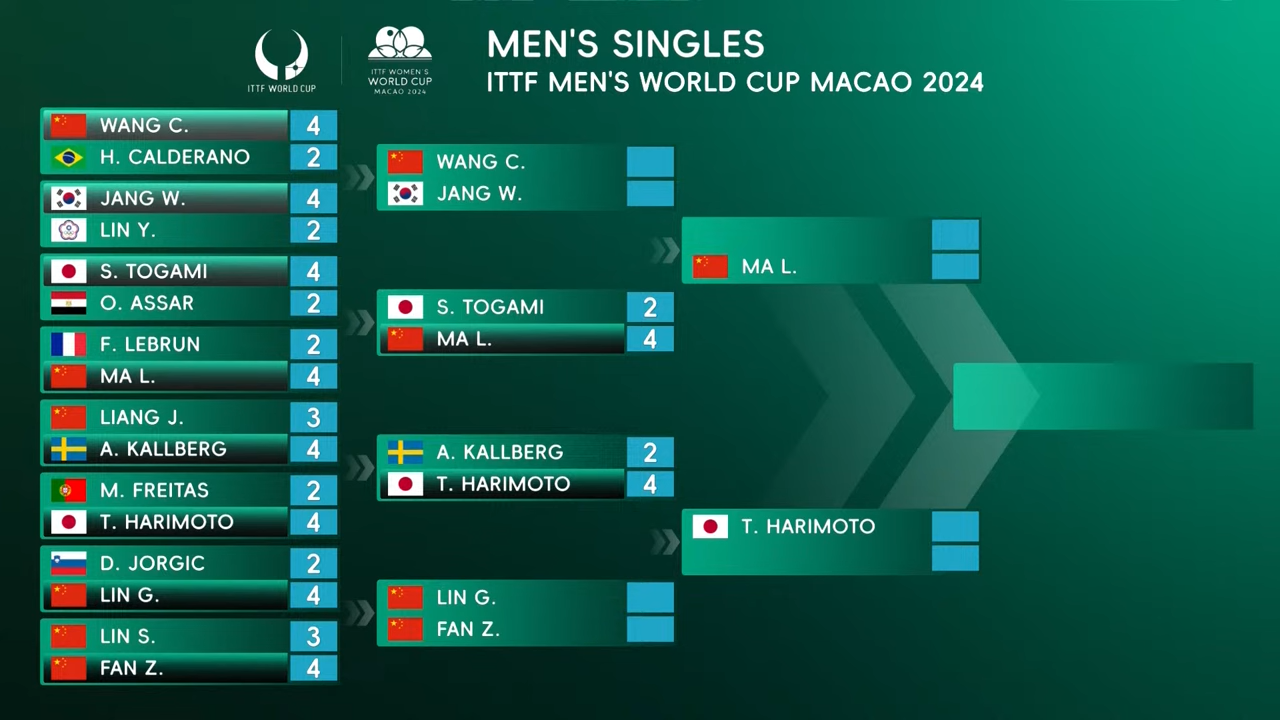 ITTF WORLD CUP
ITTF WOMEN'S
WORLD CUP
MACAO 2024
MEN'S SINGLES
ITTF MEN'S WORLD CUP MACAO 2024
WANG C. 4
H. CALDERANO 2
JANG W. 4
LIN Y. 2
S. TOGAMI 4
O. ASSAR 2
F. LEBRUN 2
MA L. 4
LIANG J. 3
A. KALLBERG 4
M. FREITAS 2
T. HARIMOTO 4
D. JORGIC 2
LIN G. 4
LIN S. 3
FAN Z. 4
WANG C.
JANG W.
S. TOGAMI 2
MA L. 4
A. KALLBERG 2
T. HARIMOTO 4
LIN G.
FAN Z.
MA L.
T. HARIMOTO